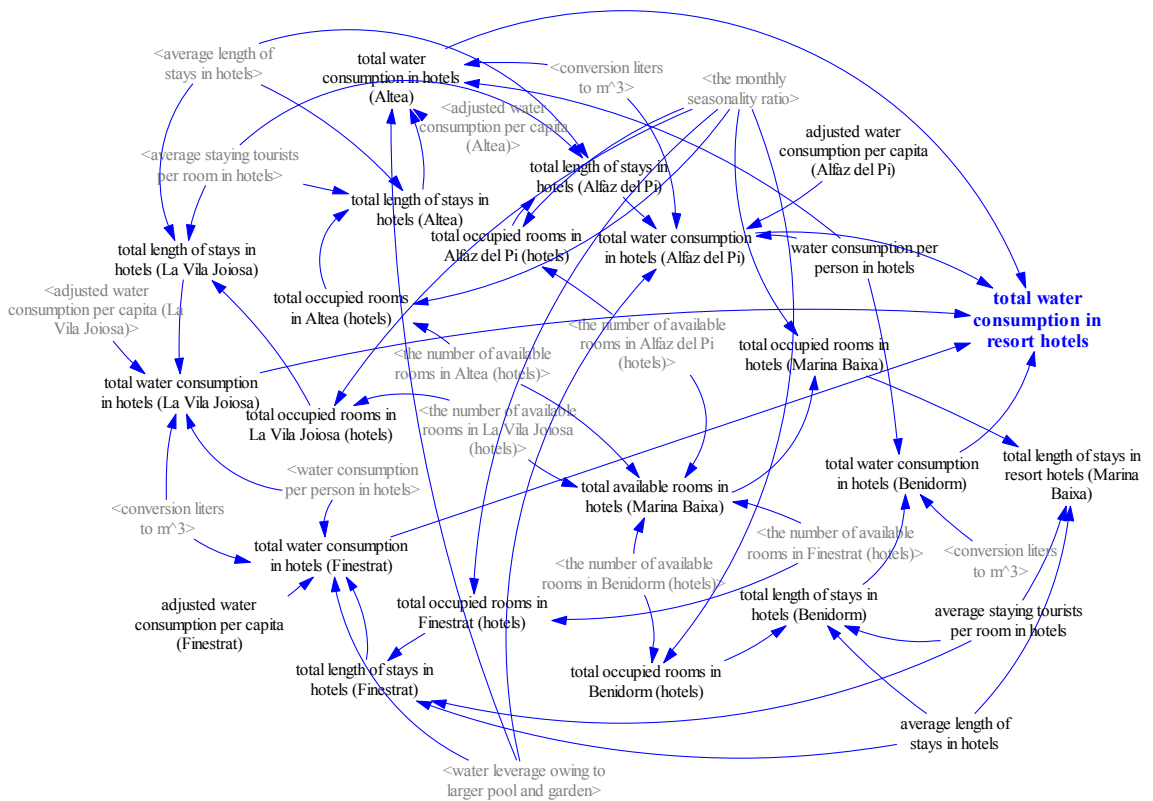 <average length of
stays in hotels>
total water
consumption in hotels
(Altea)
<conversion liters
to m^3>
<the monthly
seasonality ratio>
<adjusted water
consumption per capita
(Altea)>
adjusted water
consumption per capita
(Alfaz del Pi)
<average staying tourists
per room in hotels>
total length of stays in
hotels (Alfaz del Pi)
total length of stays in
hotels (Altea)
total occupied rooms in
Alfaz del Pi (hotels)
total water consumption
in hotels (Alfaz del Pi)
water consumption per
person in hotels
total length of stays in
hotels (La Vila Joiosa)
<adjusted water
consumption per capita (La
Vila Joiosa)>
total occupied rooms
in Altea (hotels)
total water
consumption in
resort hotels
<the number of available
rooms in Alfaz del Pi
(hotels)>
total occupied rooms in
hotels (Marina Baixa)
<the number of available
rooms in Altea (hotels)>
total water consumption
in hotels (La Vila Joiosa)
total occupied rooms in
La Vila Joiosa (hotels)
<the number of available
rooms in La Vila Joiosa
(hotels)>
total length of stays in
resort hotels (Marina
Baixa)
total water consumption
in hotels (Benidorm)
<water consumption
per person in hotels>
total available rooms in
hotels (Marina Baixa)
<conversion liters
to m^3>
<the number of available
rooms in Finestrat (hotels)>
<conversion liters
to m^3>
total water consumption
in hotels (Finestrat)
<the number of available
rooms in Benidorm (hotels)>
total length of stays in
hotels (Benidorm)
adjusted water
consumption per capita
(Finestrat)
total occupied rooms in
Finestrat (hotels)
average staying tourists
per room in hotels
total length of stays in
hotels (Finestrat)
total occupied rooms in
Benidorm (hotels)
average length of
stays in hotels
<water leverage owing to
larger pool and garden>